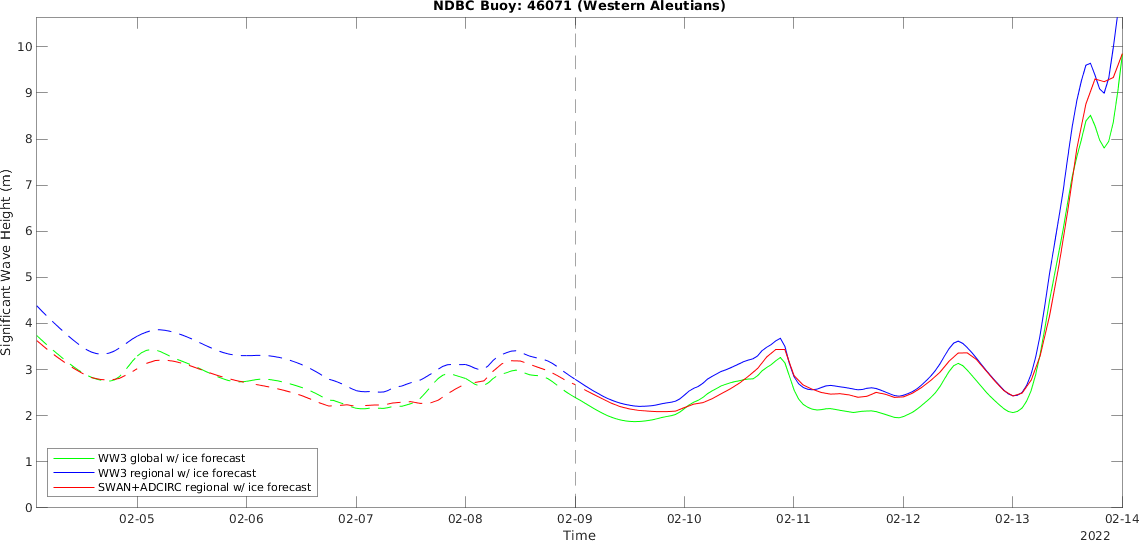 NDBC Buoy: 46071 (Western Aleutians)
Significant Wave Height (m)
10
9
8
7
6
5
4
3
2
1
0
WW3 global w/ ice forecast
WW3 regional w/ ice forecast
SWAN+ADCIRC regional w/ ice forecast
02-05 02-06 02-07 02-08 02-09 02-10 02-11 02-12 02-13 02-14
Time
2022